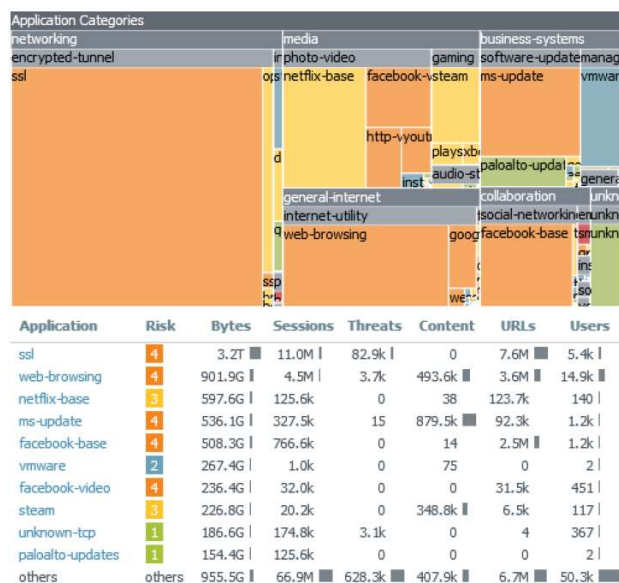 Application Categories
networking media business-systems
encrypted-tunnel photo-video gaming software-update
ssl netflix-base steam ms-update vmwar
http-v
plays
paloalto-updat
audio-st
inst
general-internet collaboration unkn
internet-utility social-networkin unkn
web-browsing goog facebook-base unkn
we
Application Risk Bytes Sessions Threats Content URLs Users
ssl 4 3.2T 11.0M 82.9k 0 7.6M 5.4k
web-browsing 4 901.9G 4.5M 3.7k 493.6k 3.6M 14.9k
netflix-base 3 597.6G 125.6k 0 38 123.7k 140
ms-update 4 536.1G 327.5k 15 879.5k 92.3k 1.2k
facebook-base 4 508.3G 766.6k 0 14 2.5M 1.2k
vmware 2 267.4G 1.0k 0 75 0 2
facebook-video 4 236.4G 32.0k 0 0 31.5k 451
steam 3 226.8G 20.2k 0 348.8k 6.5k 117
unknown-tcp 1 186.6G 174.8k 3.1k 0 4 367
paloalto-updates 1 154.4G 125.6k 0 0 0 2
others others 955.5G 66.9M 628.3k 407.9k 6.7M 50.3k